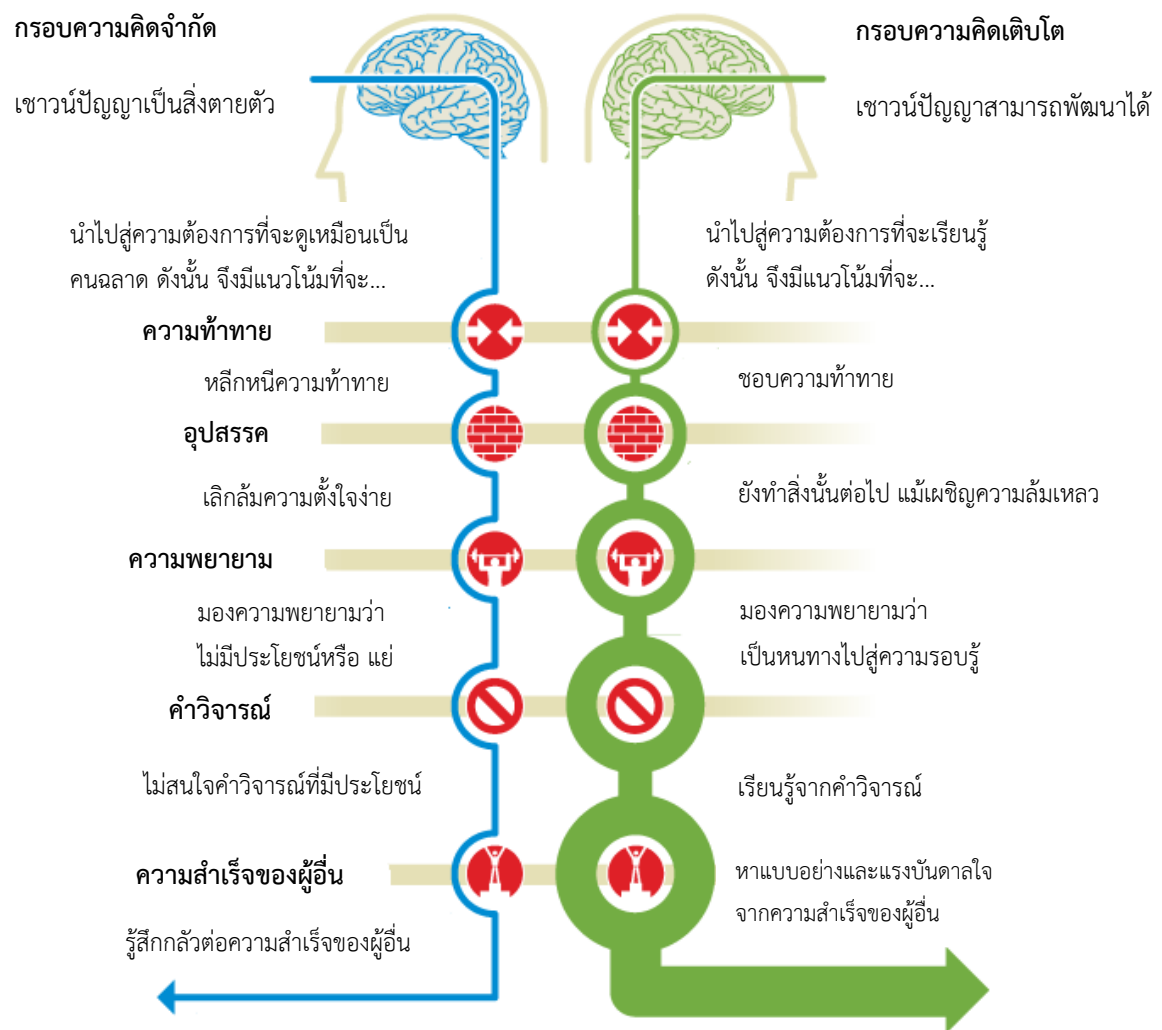 กรอบความคิดจำกัด
กรอบความคิดเติบโต
เชาวน์ปัญญาเป็นสิ่งตายตัว
เชาวน์ปัญญาสามารถพัฒนาได้
นำไปสู่ความต้องการที่จะดูเหมือนเป็น
คนฉลาด ดังนั้น จึงมีแนวโน้มที่จะ...
นำไปสู่ความต้องการที่จะเรียนรู้
ดังนั้น จึงมีแนวโน้มที่จะ...
ความท้าทาย
หลีกหนีความท้าทาย
ชอบความท้าทาย
อุปสรรค
เลิกล้มความตั้งใจง่าย
ยังทำสิ่งนั้นต่อไป แม้เผชิญความล้มเหลว
ความพยายาม
มองความพยายามว่า
ไม่มีประโยชน์หรือ แย่
มองความพยายามว่า
เป็นหนทางไปสู่ความรอบรู้
คำวิจารณ์
ไม่สนใจคำวิจารณ์ที่มีประโยชน์
เรียนรู้จากคำวิจารณ์
ความสำเร็จของผู้อื่น
รู้สึกกลัวต่อความสำเร็จของผู้อื่น
หาแบบอย่างและแรงบันดาลใจ
จากความสำเร็จของผู้อื่น